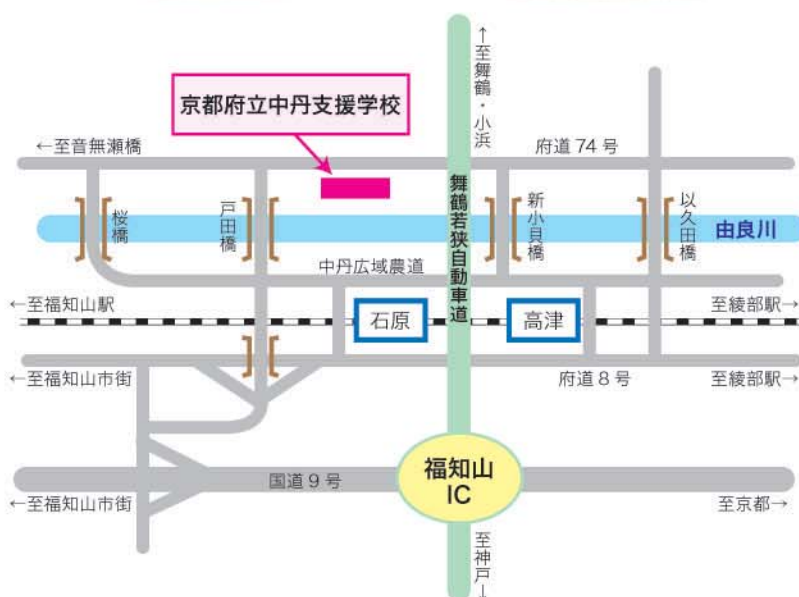 ↑至舞鶴・小浜
京都府立中丹支援学校
←至音無瀬橋
府道74号
桜橋
戸田橋
舞鶴若狭自動車道
新小貝橋
以久田橋
由良川
中丹広域農道
←至福知山駅
石原
高津
至綾部駅→
←至福知山市街
府道8号
至綾部駅→
国道9号
福知山
IC
←至福知山市街
至京都→
至神戸↓